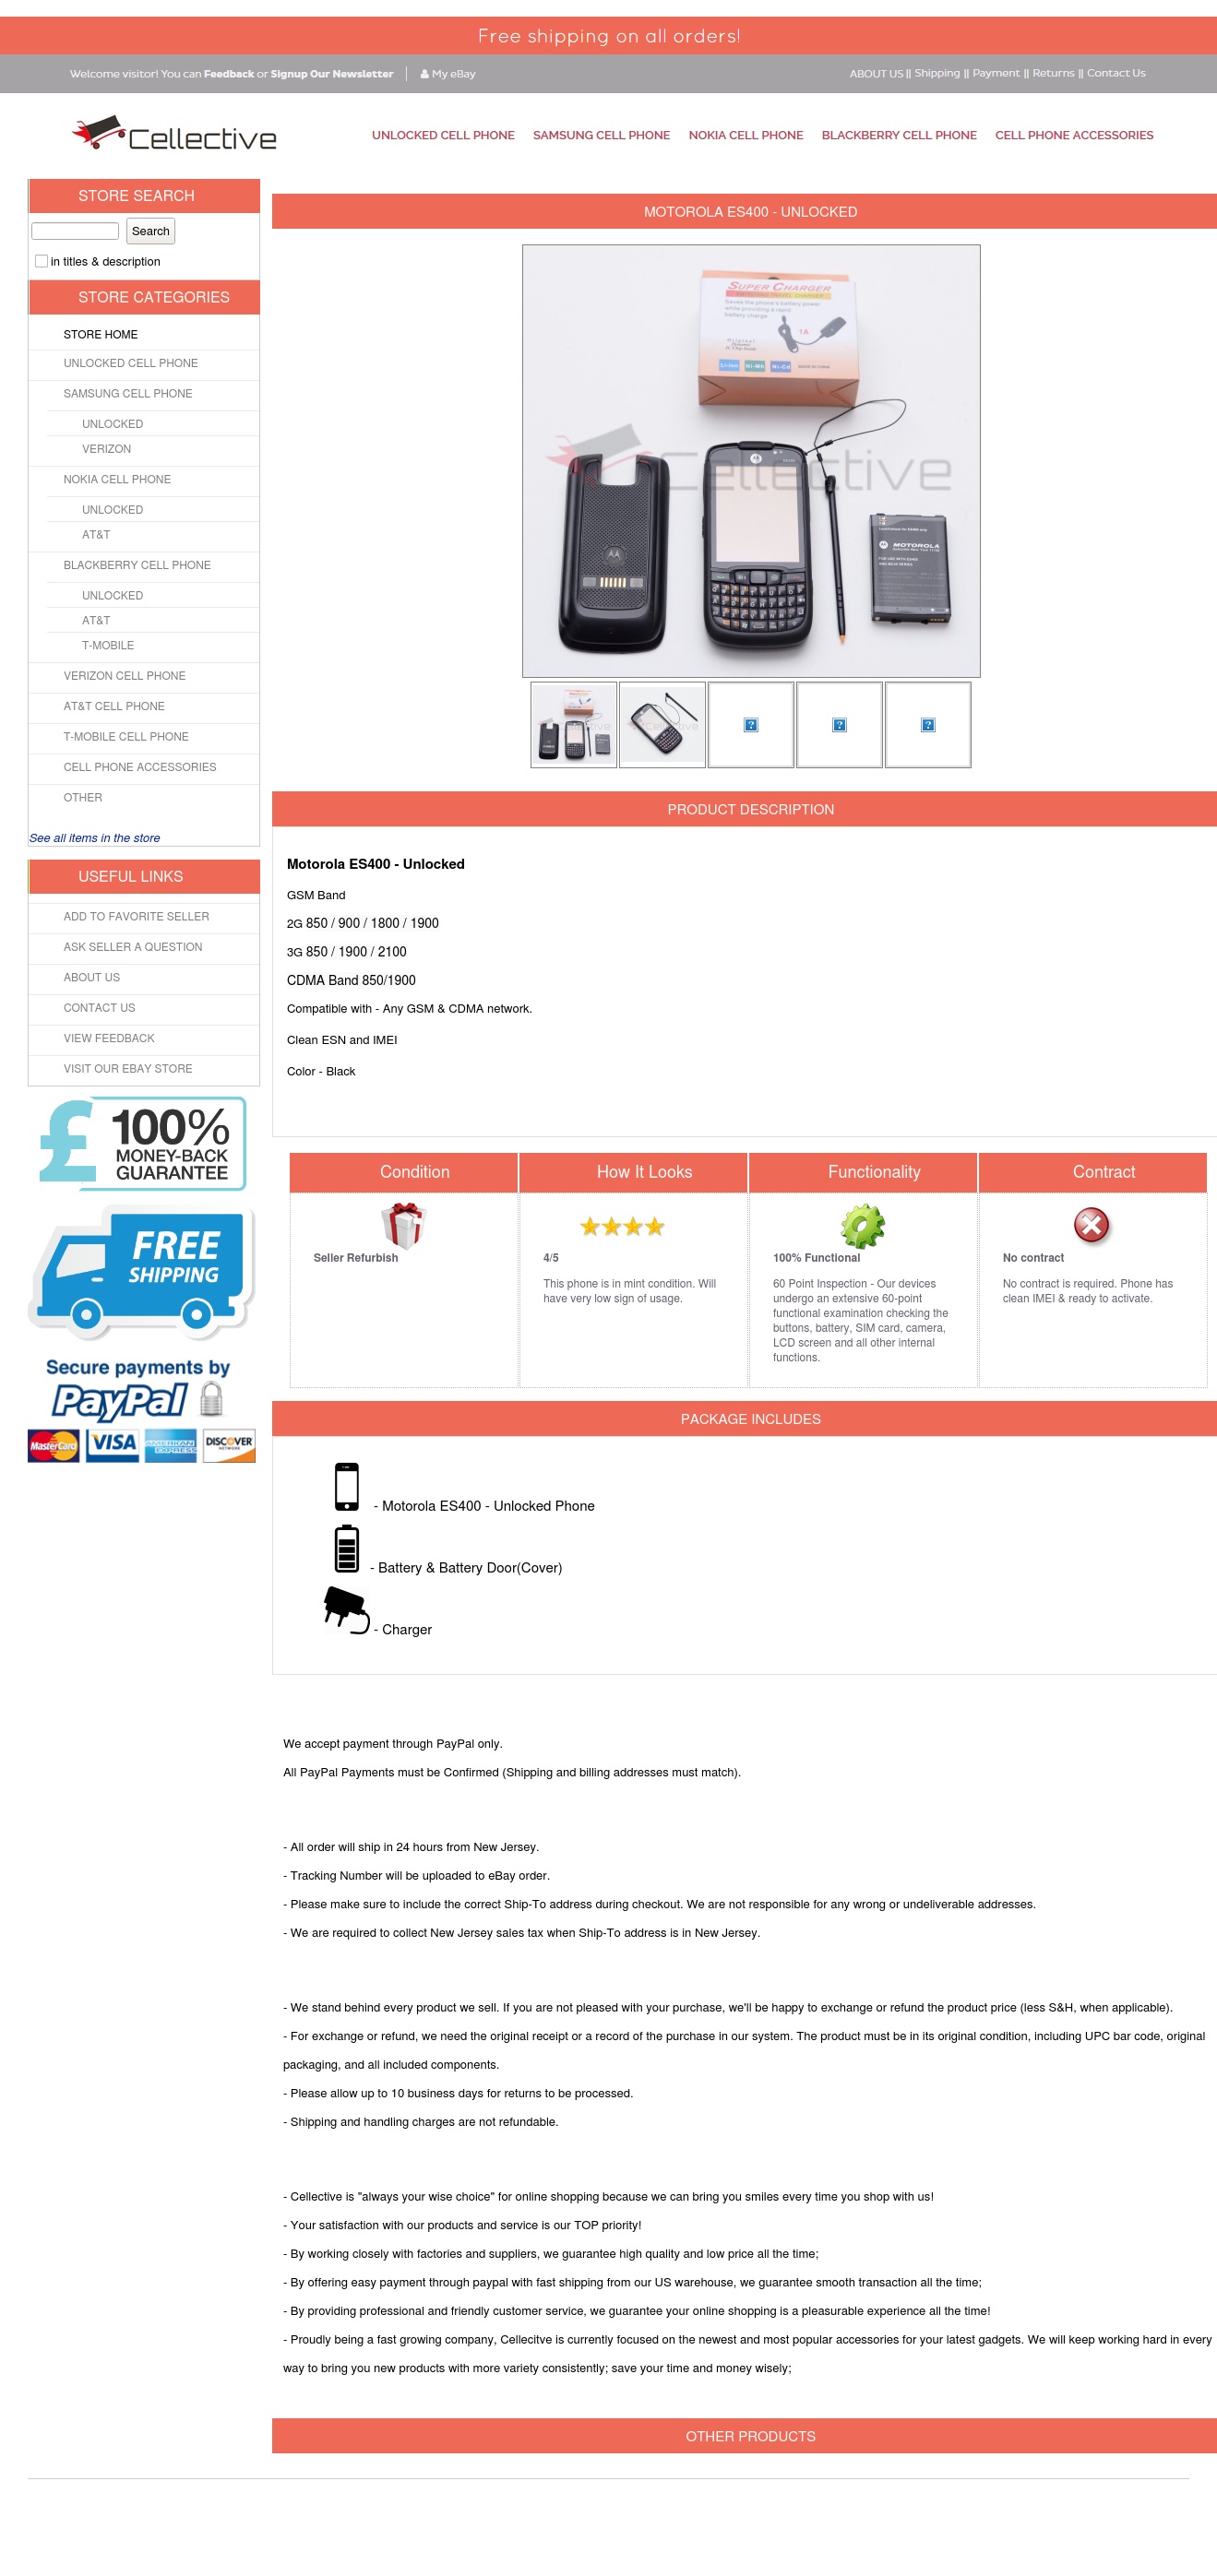 Free shipping on all orders!
Welcome visitor! You can Feedback or Signup Our Newsletter | My eBay
ABOUT US || Shipping || Payment || Returns || Contact Us
Cellective
UNLOCKED CELL PHONE SAMSUNG CELL PHONE NOKIA CELL PHONE BLACKBERRY CELL PHONE CELL PHONE ACCESSORIES
STORE SEARCH
Search
in titles & description
STORE CATEGORIES
STORE HOME
UNLOCKED CELL PHONE
SAMSUNG CELL PHONE
UNLOCKED
VERIZON
NOKIA CELL PHONE
UNLOCKED
AT&T
BLACKBERRY CELL PHONE
UNLOCKED
AT&T
T-MOBILE
VERIZON CELL PHONE
AT&T CELL PHONE
T-MOBILE CELL PHONE
CELL PHONE ACCESSORIES
OTHER
See all items in the store
USEFUL LINKS
ADD TO FAVORITE SELLER
ASK SELLER A QUESTION
ABOUT US
CONTACT US
VIEW FEEDBACK
VISIT OUR EBAY STORE
£ 100%
MONEY-BACK
GUARANTEE
FREE
SHIPPING
Secure payments by
PayPal
MasterCard VISA AMERICAN EXPRESS DISCOVER NETWORK
MOTOROLA ES400 - UNLOCKED
SUPER CHARGER
SWITCHING TRAVEL CHARGER
Saves the phone's battery power
while providing a rapid
battery charge
1A
Original
Li-ion Ni-Mh Ni-Cd MADE IN CHINA
Cellective
MOTOROLA
PRODUCT DESCRIPTION
Motorola ES400 - Unlocked
GSM Band
2G 850 / 900 / 1800 / 1900
3G 850 / 1900 / 2100
CDMA Band 850/1900
Compatible with - Any GSM & CDMA network.
Clean ESN and IMEI
Color - Black
Condition
Seller Refurbish
How It Looks
4/5
This phone is in mint condition. Will
have very low sign of usage.
Functionality
100% Functional
60 Point Inspection - Our devices
undergo an extensive 60-point
functional examination checking the
buttons, battery, SIM card, camera,
LCD screen and all other internal
functions.
Contract
No contract
No contract is required. Phone has
clean IMEI & ready to activate.
PACKAGE INCLUDES
- Motorola ES400 - Unlocked Phone
- Battery & Battery Door(Cover)
- Charger
We accept payment through PayPal only.
All PayPal Payments must be Confirmed (Shipping and billing addresses must match).
- All order will ship in 24 hours from New Jersey.
- Tracking Number will be uploaded to eBay order.
- Please make sure to include the correct Ship-To address during checkout. We are not responsible for any wrong or undeliverable addresses.
- We are required to collect New Jersey sales tax when Ship-To address is in New Jersey.
- We stand behind every product we sell. If you are not pleased with your purchase, we'll be happy to exchange or refund the product price (less S&H, when applicable).
- For exchange or refund, we need the original receipt or a record of the purchase in our system. The product must be in its original condition, including UPC bar code, original
packaging, and all included components.
- Please allow up to 10 business days for returns to be processed.
- Shipping and handling charges are not refundable.
- Cellective is "always your wise choice" for online shopping because we can bring you smiles every time you shop with us!
- Your satisfaction with our products and service is our TOP priority!
- By working closely with factories and suppliers, we guarantee high quality and low price all the time;
- By offering easy payment through paypal with fast shipping from our US warehouse, we guarantee smooth transaction all the time;
- By providing professional and friendly customer service, we guarantee your online shopping is a pleasurable experience all the time!
- Proudly being a fast growing company, Cellecitve is currently focused on the newest and most popular accessories for your latest gadgets. We will keep working hard in every
way to bring you new products with more variety consistently; save your time and money wisely;
OTHER PRODUCTS